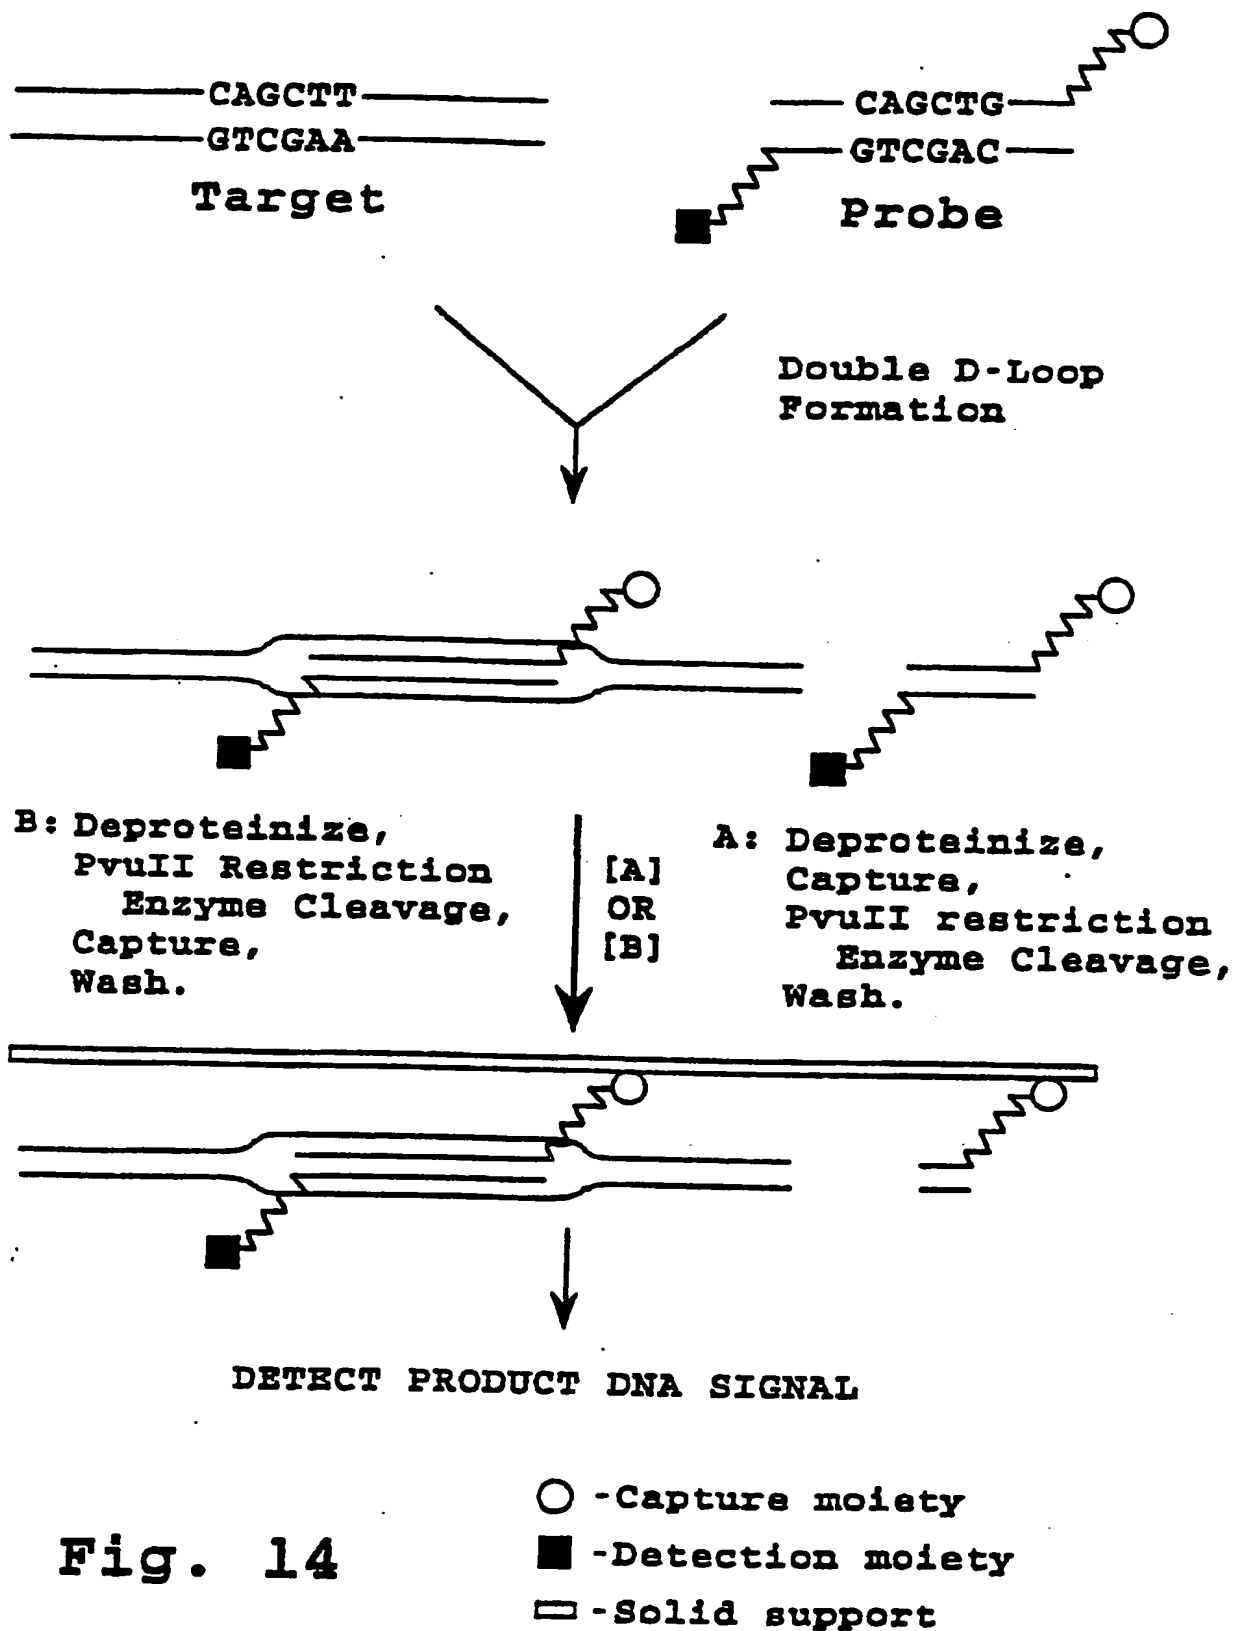 CAGCTT
GTCGAA
Target
CAGCTG
GTCGAC
Probe
Double D-Loop
Formation
B: Deproteinize,
PvuII Restriction
Enzyme Cleavage,
Capture,
Wash.
[A]
OR
[B]
A: Deproteinize,
Capture,
PvuII restriction
Enzyme Cleavage,
Wash.
DETECT PRODUCT DNA SIGNAL
-Capture moiety
-Detection moiety
-Solid support
Fig. 14